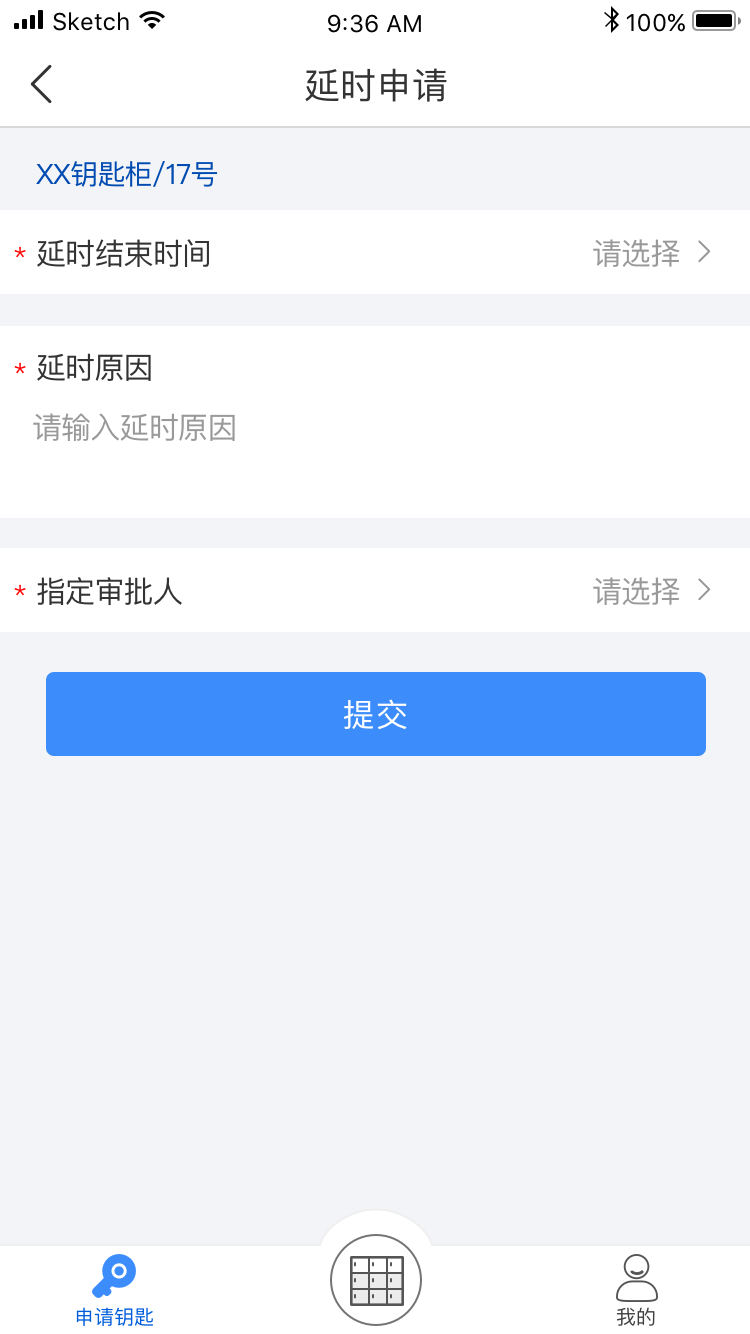 Sketch 9:36 AM 100%
延时申请
XX钥匙柜/17号
* 延时结束时间 请选择
* 延时原因
请输入延时原因
* 指定审批人 请选择
提交
申请钥匙 我的